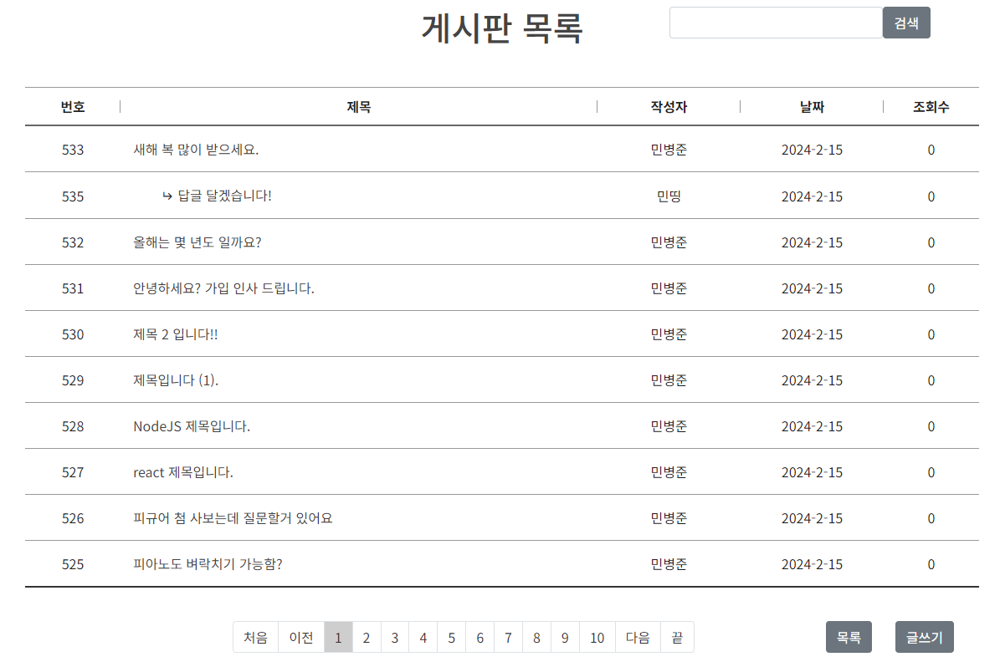 게시판 목록 검색
번호 제목 작성자 날짜 조회수
533 새해 복 많이 받으세요. 민병준 2024-2-15 0
535 ↳ 답글 달겠습니다! 민띵 2024-2-15 0
532 올해는 몇 년도 일까요? 민병준 2024-2-15 0
531 안녕하세요? 가입 인사 드립니다. 민병준 2024-2-15 0
530 제목 2 입니다!! 민병준 2024-2-15 0
529 제목입니다 (1). 민병준 2024-2-15 0
528 NodeJS 제목입니다. 민병준 2024-2-15 0
527 react 제목입니다. 민병준 2024-2-15 0
526 피규어 첨 사보는데 질문할거 있어요 민병준 2024-2-15 0
525 피아노도 벼락치기 가능함? 민병준 2024-2-15 0
처음 이전 1 2 3 4 5 6 7 8 9 10 다음 끝 목록 글쓰기